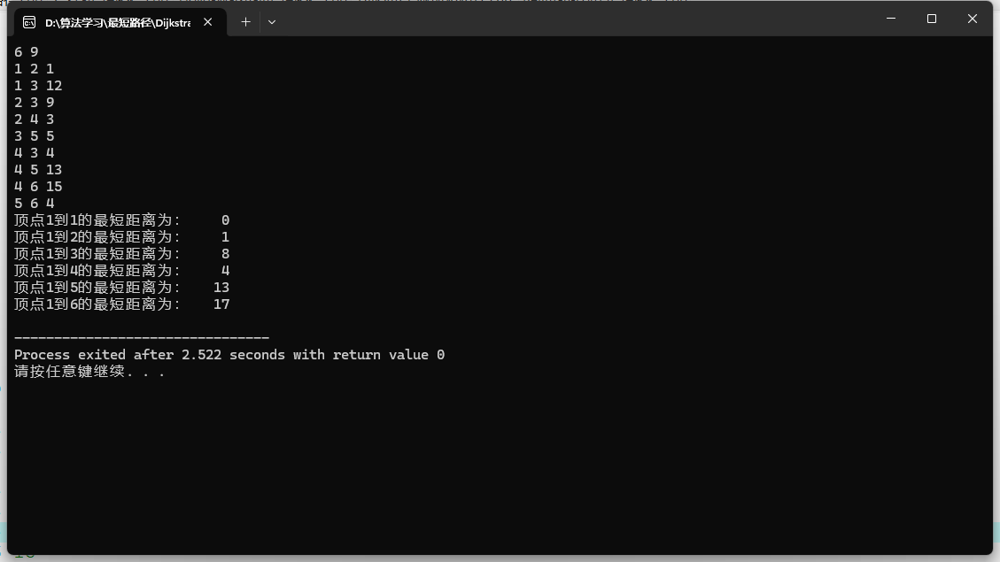 D:\算法学习\最短路径\Dijkstra
6 9
1 2 1
1 3 12
2 3 9
2 4 3
3 5 5
4 3 4
4 5 13
4 6 15
5 6 4
顶点1到1的最短距离为:     0
顶点1到2的最短距离为:     1
顶点1到3的最短距离为:     8
顶点1到4的最短距离为:     4
顶点1到5的最短距离为:    13
顶点1到6的最短距离为:    17
--------------------------------
Process exited after 2.522 seconds with return value 0
请按任意键继续. . .